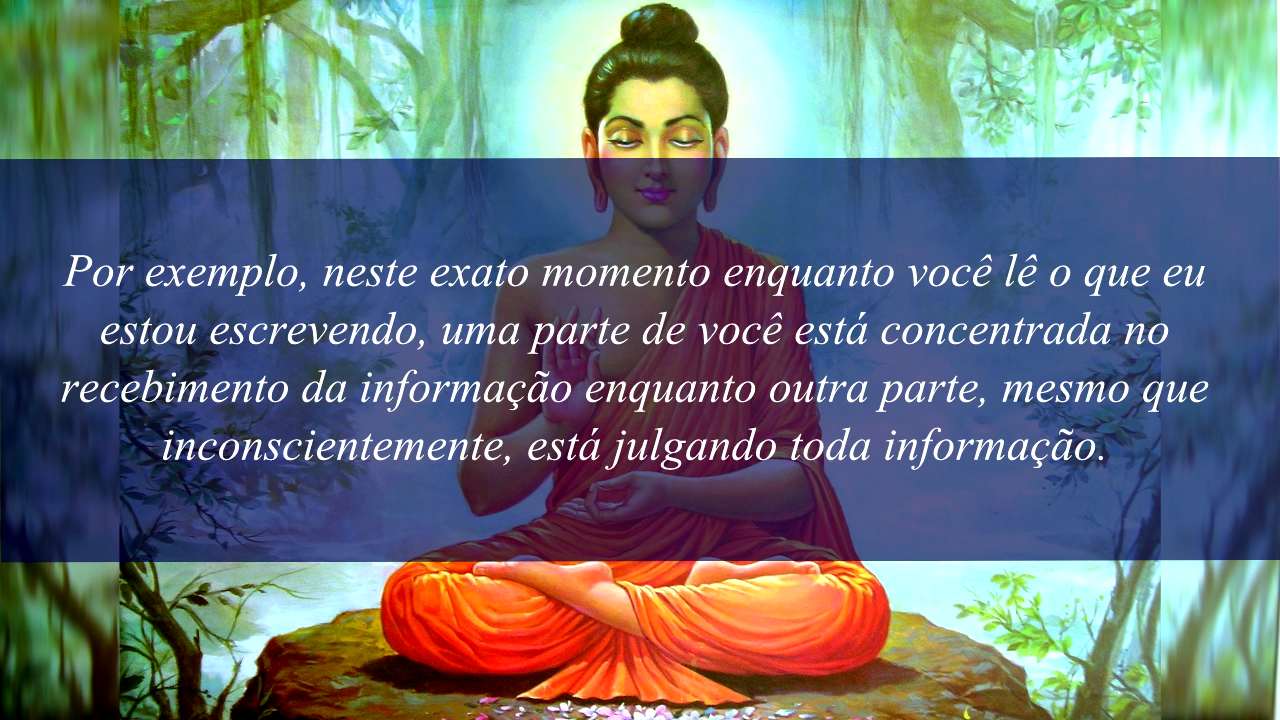 Por exemplo, neste exato momento enquanto você lê o que eu
estou escrevendo, uma parte de você está concentrada no
recebimento da informação enquanto outra parte, mesmo que
inconscientemente, está julgando toda informação.